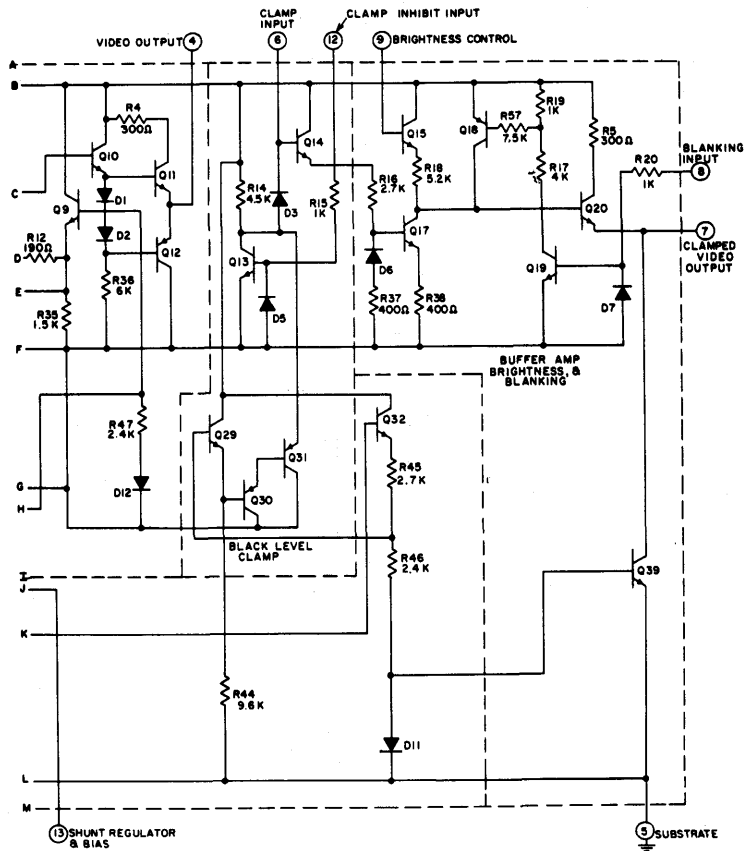 CLAMP INHIBIT INPUT
CLAMP INPUT
VIDEO OUTPUT 4
6
12
9 BRIGHTNESS CONTROL
A
B
R4 300Ω
Q10
Q11
C
Q9
D1
D2
Q12
R12 190Ω
D
E
R36 6K
R35 1.5K
F
Q14
R14 4.5K
D3
R15 1K
Q13
D5
Q15
R16 2.7K
R18 5.2K
Q17
D6
R37 400Ω
R38 400Ω
Q18
R57 7.5K
R19 1K
R17 4K
R5 300Ω
R20 1K
BLANKING INPUT
8
Q20
7
CLAMPED VIDEO OUTPUT
Q19
D7
BUFFER AMP BRIGHTNESS, & BLANKING
R47 2.4K
Q29
Q32
Q31
R45 2.7K
G
H
D12
Q30
BLACK LEVEL CLAMP
R46 2.4K
I
J
Q39
K
R44 9.6K
D11
L
M
13 SHUNT REGULATOR & BIAS
5 SUBSTRATE